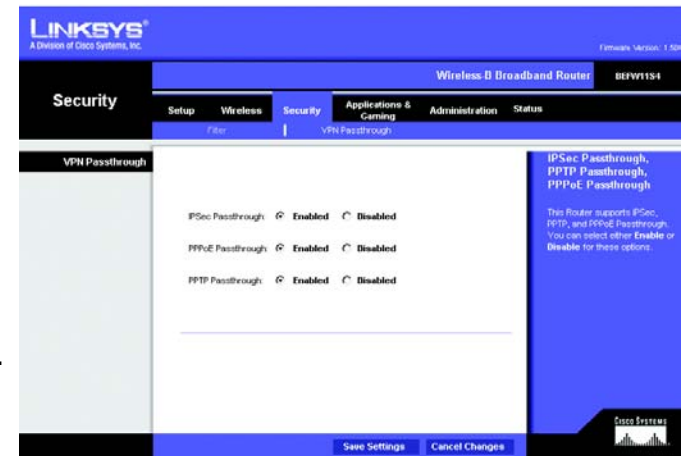 LINKSYS®
A Division of Cisco Systems, Inc.
Firmware Version: 1.50
Wireless-B Broadband Router BEFW11S4
Security
Setup Wireless Security Applications & Gaming Administration Status
Filter VPN Passthrough
VPN Passthrough
IPSec Passthrough: Enabled Disabled
PPPoE Passthrough: Enabled Disabled
PPTP Passthrough: Enabled Disabled
IPSec Passthrough,
PPTP Passthrough,
PPPoE Passthrough
This Router supports IPSec,
PPTP, and PPPoE Passthrough.
You can select either Enable or
Disable for these options.
Save Settings Cancel Changes
CISCO SYSTEMS